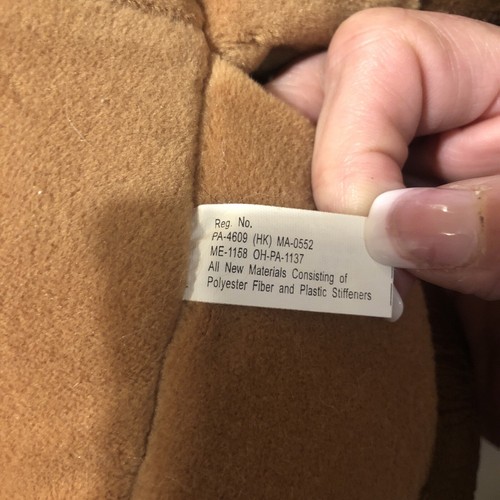 Reg. No.
PA-4609 (HK) MA-0552
ME-1158 OH-PA-1137
All New Materials Consisting of
Polyester Fiber and Plastic Stiffeners